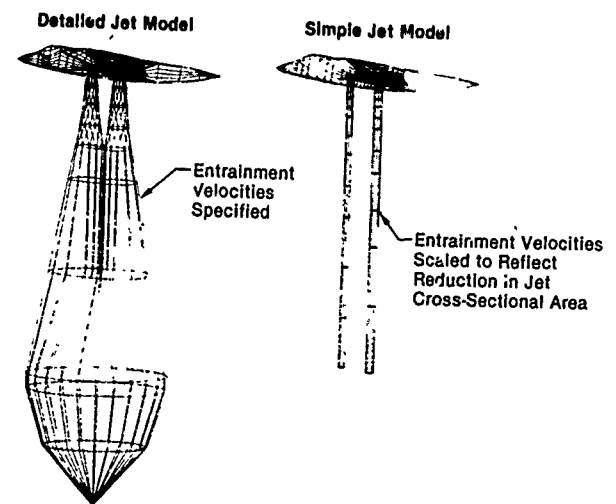 Detailed Jet Model
Simple Jet Model
Entrainment
Velocities
Specified
Entrainment Velocities
Scaled to Reflect
Reduction in Jet
Cross-Sectional Area